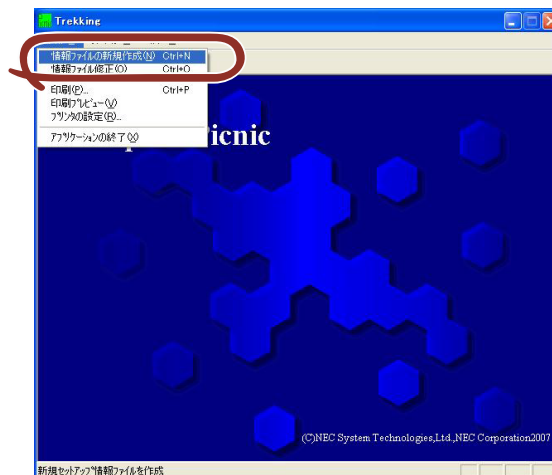 Trekking
情報ファイルの新規作成(N) Ctrl+N
情報ファイル修正(O) Ctrl+O
印刷(P)... Ctrl+P
印刷プレビュー(V)
プリンタの設定(R)...
アプリケーションの終了(X)
icnic
(C)NEC System Technologies,Ltd.,NEC Corporation2007
新規セットアップ情報ファイルを作成